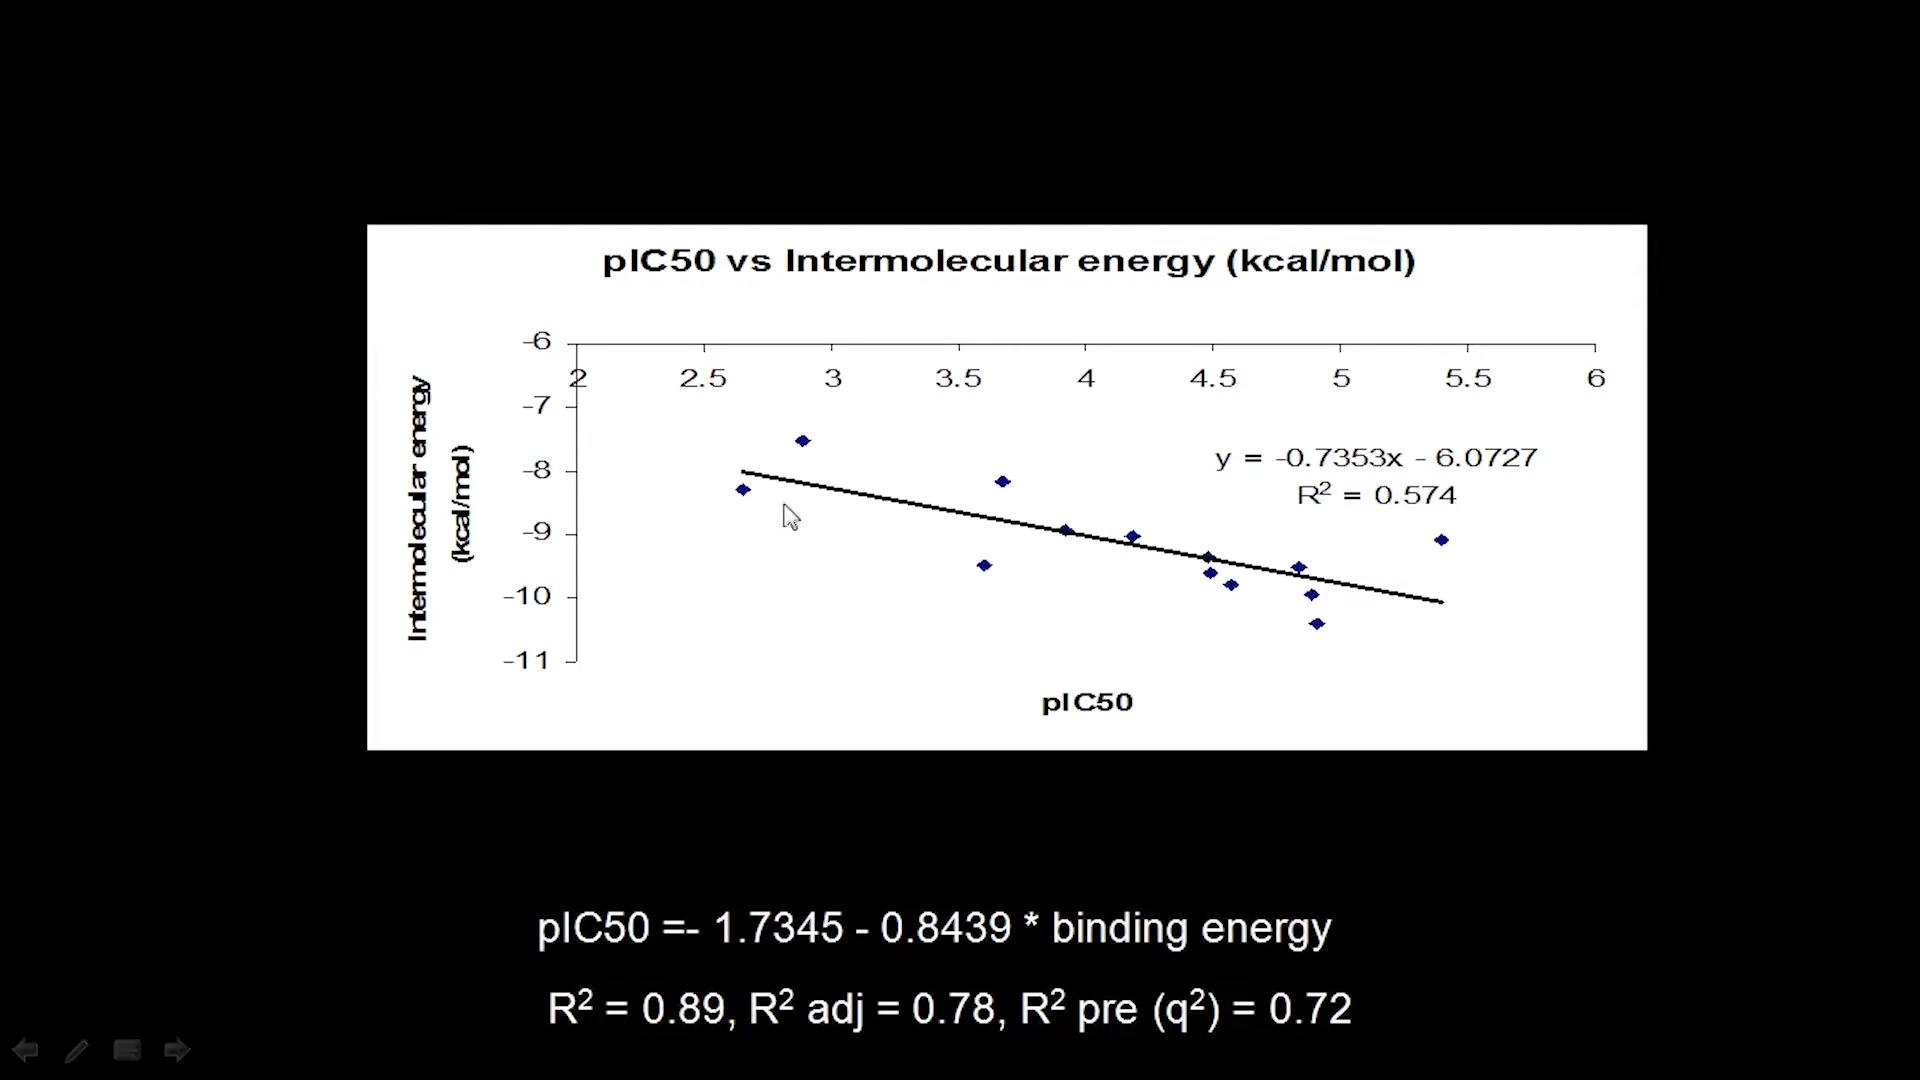 pIC50 vs Intermolecular energy (kcal/mol)
-6
2 2.5 3 3.5 4 4.5 5 5.5 6
-7
-8
-9
-10
-11
Intermolecular energy
(kcal/mol)
y = -0.7353x - 6.0727
R² = 0.574
pIC50
pIC50 =- 1.7345 - 0.8439 * binding energy
R² = 0.89, R² adj = 0.78, R² pre (q²) = 0.72